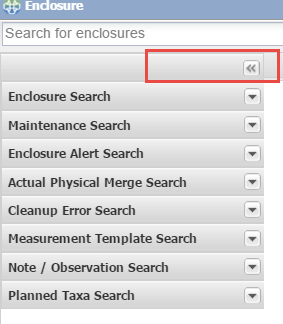 Enclosure
Search for enclosures
Enclosure Search
Maintenance Search
Enclosure Alert Search
Actual Physical Merge Search
Cleanup Error Search
Measurement Template Search
Note / Observation Search
Planned Taxa Search